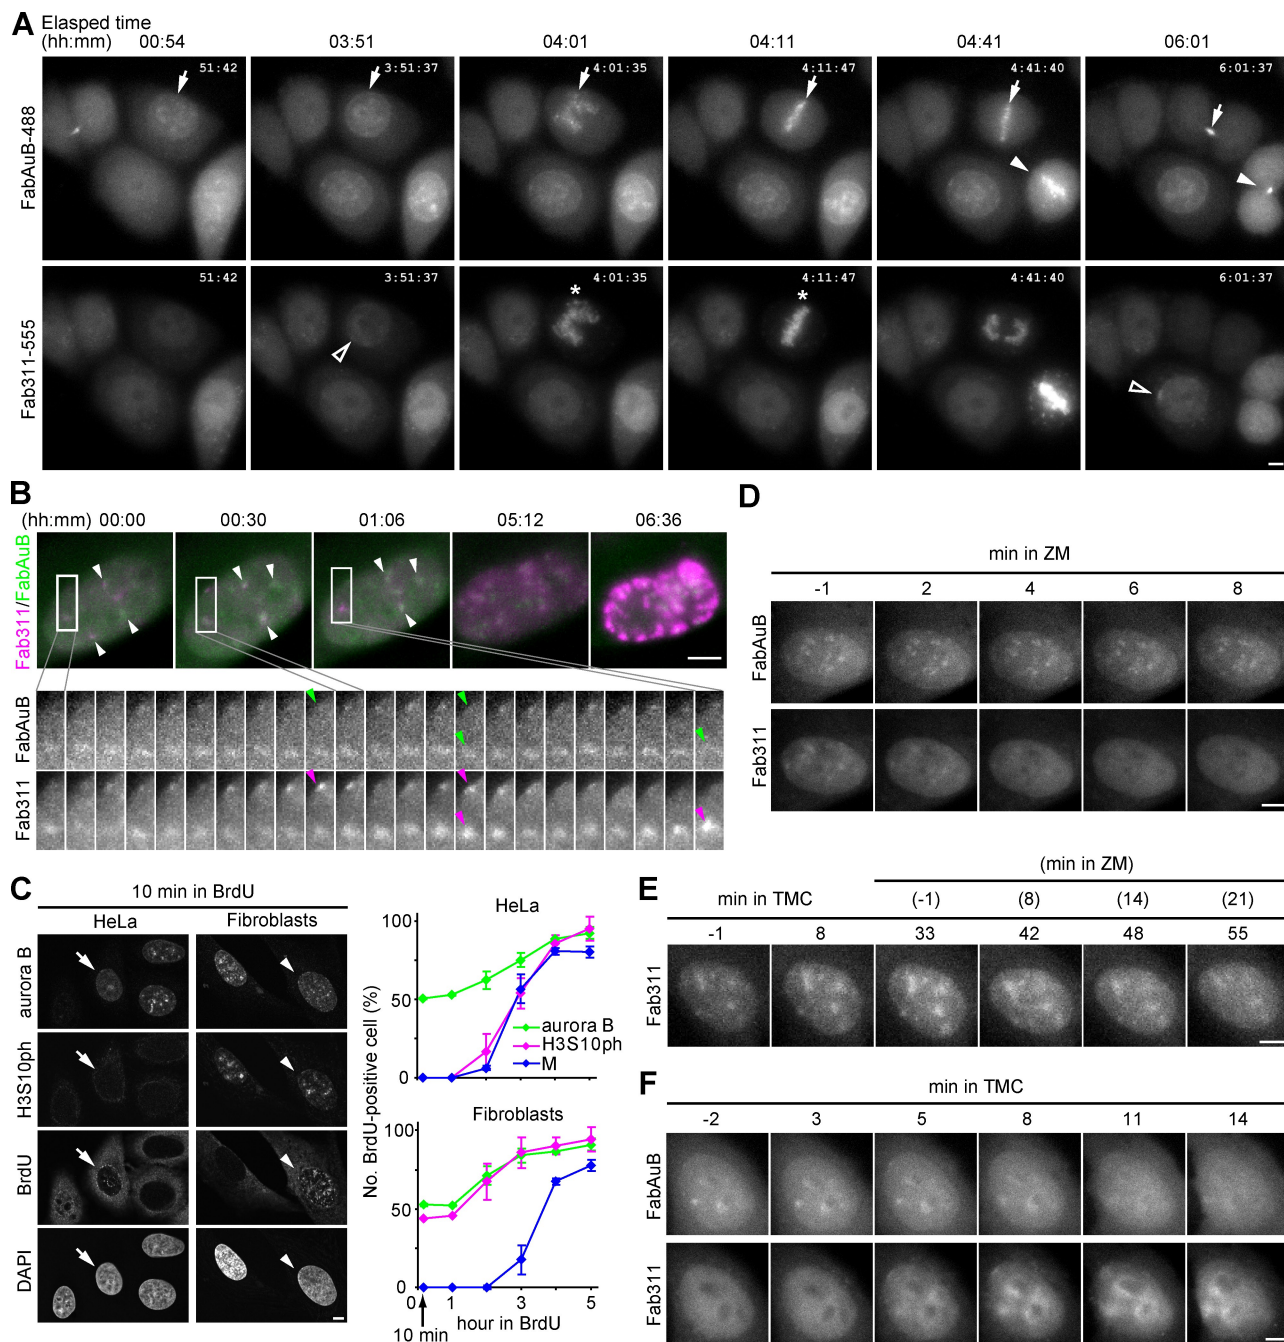 A
Elasped time
(hh:mm) 00:54 03:51 04:01 04:11 04:41 06:01
FabAuB-488
51:42 3:51:37 4:01:35 4:11:47 4:41:40 6:01:37
Fab311-555
51:42 3:51:37 4:01:35 4:11:47 4:41:40 6:01:37
* *
B
(hh:mm) 00:00 00:30 01:06 05:12 06:36
Fab311/FabAuB
FabAuB
Fab311
C
10 min in BrdU
HeLa Fibroblasts
aurora B
H3S10ph
BrdU
DAPI
No. BrdU-positive cell (%)
HeLa
100
50
0
aurora B
H3S10ph
M
Fibroblasts
100
50
0
0 1 3 5
10 min
hour in BrdU
D
min in ZM
-1 2 4 6 8
FabAuB
Fab311
E
(min in ZM)
min in TMC (-1) (8) (14) (21)
-1 8 33 42 48 55
Fab311
F
min in TMC
-2 3 5 8 11 14
FabAuB
Fab311